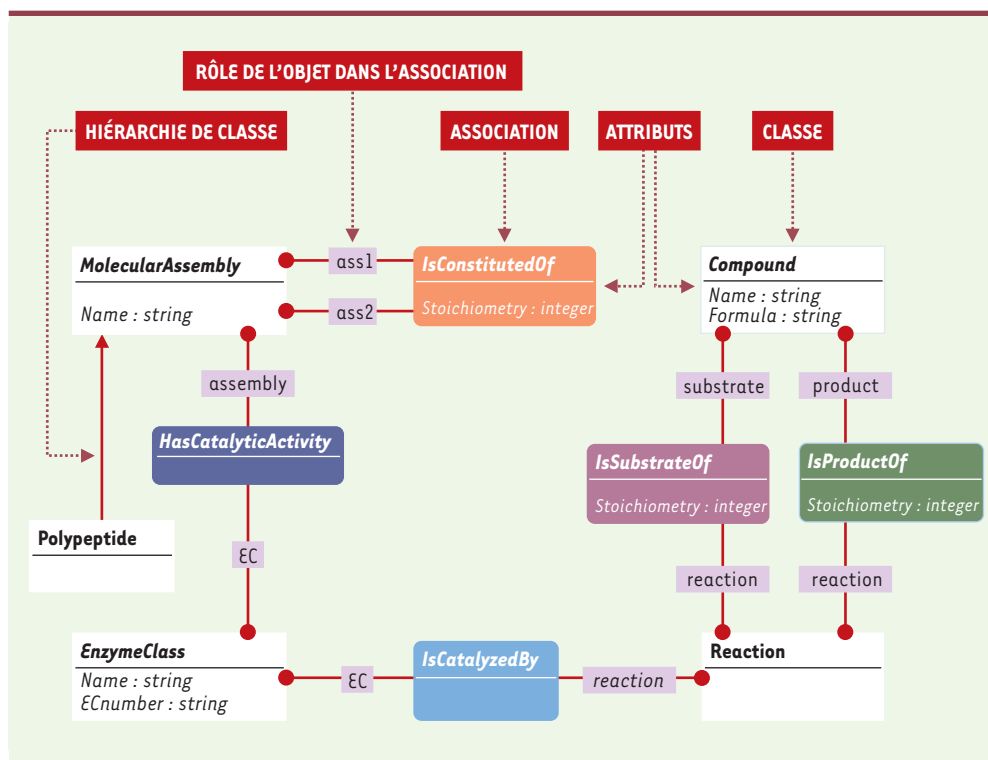 RÔLE DE L’OBJET DANS L’ASSOCIATION
HIÉRARCHIE DE CLASSE
ASSOCIATION
ATTRIBUTS
CLASSE
MolecularAssembly
Name : string
ass1
ass2
IsConstitutedOf
Stoichiometry : integer
Compound
Name : string
Formula : string
assembly
substrate
product
HasCatalyticActivity
IsSubstrateOf
Stoichiometry : integer
IsProductOf
Stoichiometry : integer
Polypeptide
EC
reaction
reaction
EnzymeClass
Name : string
ECnumber : string
EC
IsCatalyzedBy
reaction
Reaction